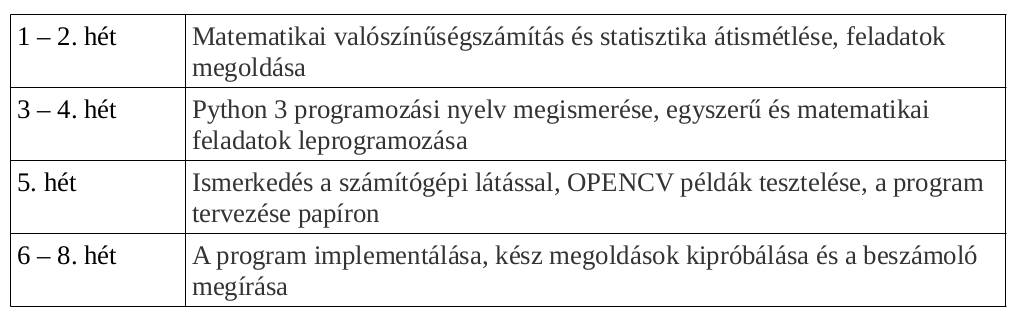 1 – 2. hét
Matematikai valószínűségszámítás és statisztika átismétlése, feladatok
megoldása
3 – 4. hét
Python 3 programozási nyelv megismerése, egyszerű és matematikai
feladatok leprogramozása
5. hét
Ismerkedés a számítógépi látással, OPENCV példák tesztelése, a program
tervezése papíron
6 – 8. hét
A program implementálása, kész megoldások kipróbálása és a beszámoló
megírása